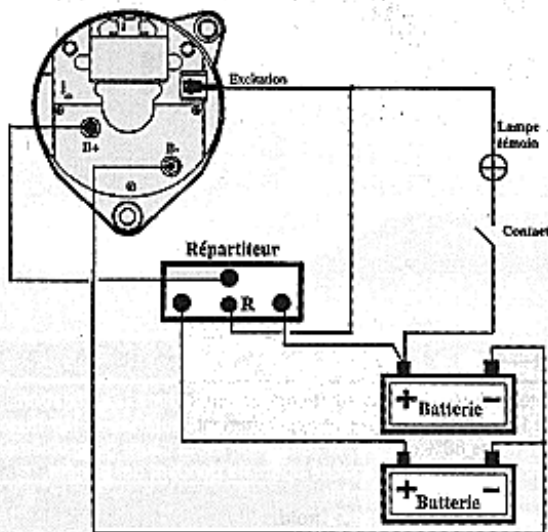 Excitation
B+
B-
Lampe
témoin
Contact
Répartiteur
R
+ Batterie −
+ Batterie −